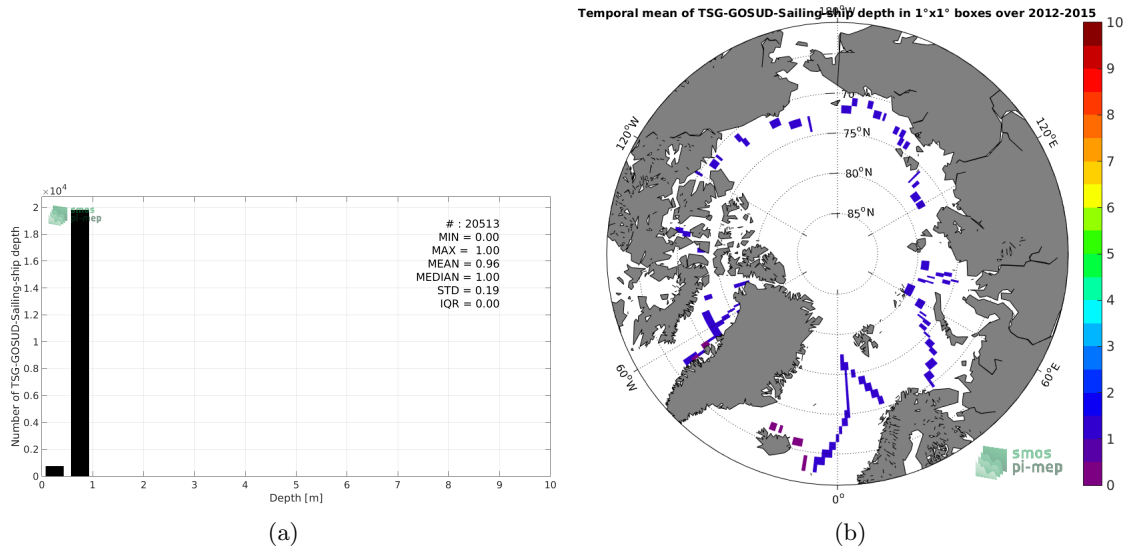 Temporal mean of TSG-GOSUD-Sailing-ship depth in 1°x1° boxes over 2012-2015
180°W
120°W
120°E
70
75°N
80°N
85°N
60°W
60°E
0°
10
9
8
7
6
5
4
3
2
1
0
smos
pi-mep
×10⁴
2
1.8
1.6
1.4
1.2
1
0.8
0.6
0.4
0.2
0
Number of TSG-GOSUD-Sailing-ship depth
smos
pi-mep
# : 20513
MIN = 0.00
MAX = 1.00
MEAN = 0.96
MEDIAN = 1.00
STD = 0.19
IQR = 0.00
0 1 2 3 4 5 6 7 8 9 10
Depth [m]
(a)
(b)